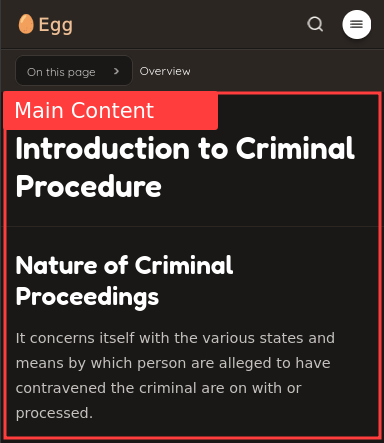 Egg
On this page
Overview
Main Content
Introduction to Criminal
Procedure
Nature of Criminal
Proceedings
It concerns itself with the various states and
means by which person are alleged to have
contravened the criminal are on with or
processed.